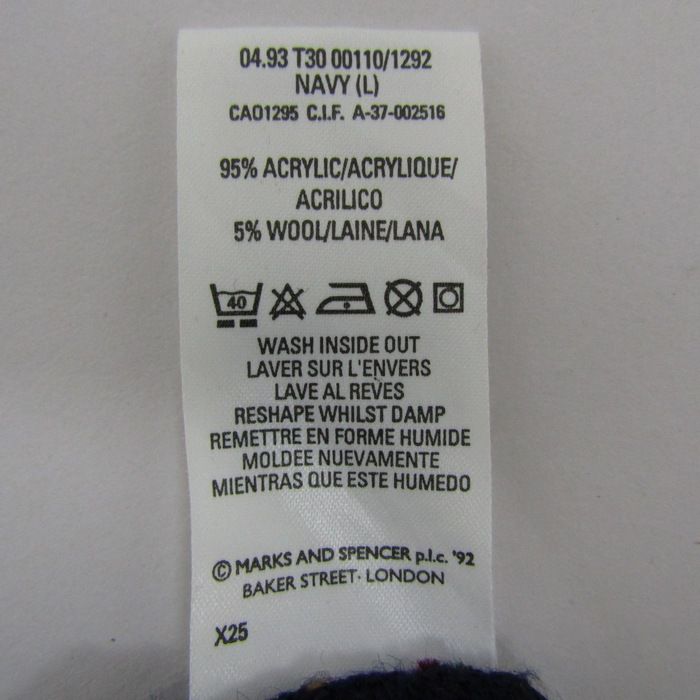 04.93 T30 00110/1292
NAVY (L)
CA01295 C.I.F. A-37-002516
95% ACRYLIC/ACRYLIQUE/
ACRILICO
5% WOOL/LAINE/LANA
40
WASH INSIDE OUT
LAVER SUR L'ENVERS
LAVE AL REVÈS
RESHAPE WHILST DAMP
REMETTRE EN FORME HUMIDE
MOLDEE NUEVAMENTE
MIENTRAS QUE ESTE HUMEDO
© MARKS AND SPENCER p.l.c. '92
BAKER STREET· LONDON
X25